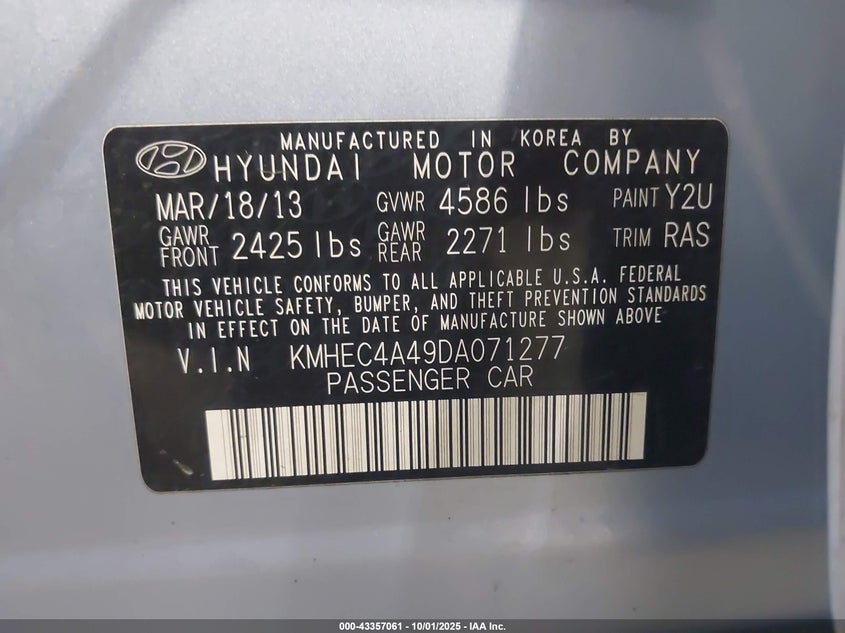 MANUFACTURED IN KOREA BY
HYUNDAI MOTOR COMPANY
MAR/18/13 GVWR 4586 lbs PAINT Y2U
GAWR FRONT 2425 lbs GAWR REAR 2271 lbs TRIM RAS
THIS VEHICLE CONFORMS TO ALL APPLICABLE U.S.A. FEDERAL
MOTOR VEHICLE SAFETY, BUMPER, AND THEFT PREVENTION STANDARDS
IN EFFECT ON THE DATE OF MANUFACTURE SHOWN ABOVE
V.I.N KMHEC4A49DA071277
PASSENGER CAR
000-43357061 - 10/01/2025 - IAA Inc.